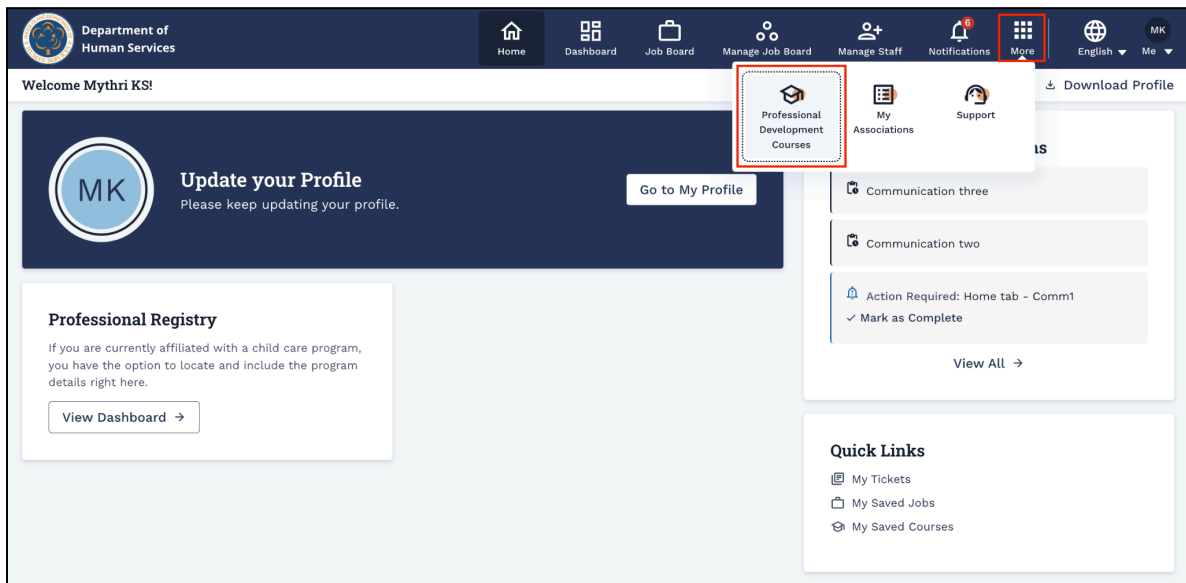 Department of
Human Services
Home
Dashboard
Job Board
Manage Job Board
Manage Staff
6
Notifications
More
English
MK
Me
Welcome Mythri KS!
Download Profile
Professional
Development
Courses
My
Associations
Support
ns
MK
Update your Profile
Please keep updating your profile.
Go to My Profile
Communication three
Communication two
Action Required: Home tab - Comm1
Mark as Complete
View All
Professional Registry
If you are currently affiliated with a child care program,
you have the option to locate and include the program
details right here.
View Dashboard
Quick Links
My Tickets
My Saved Jobs
My Saved Courses